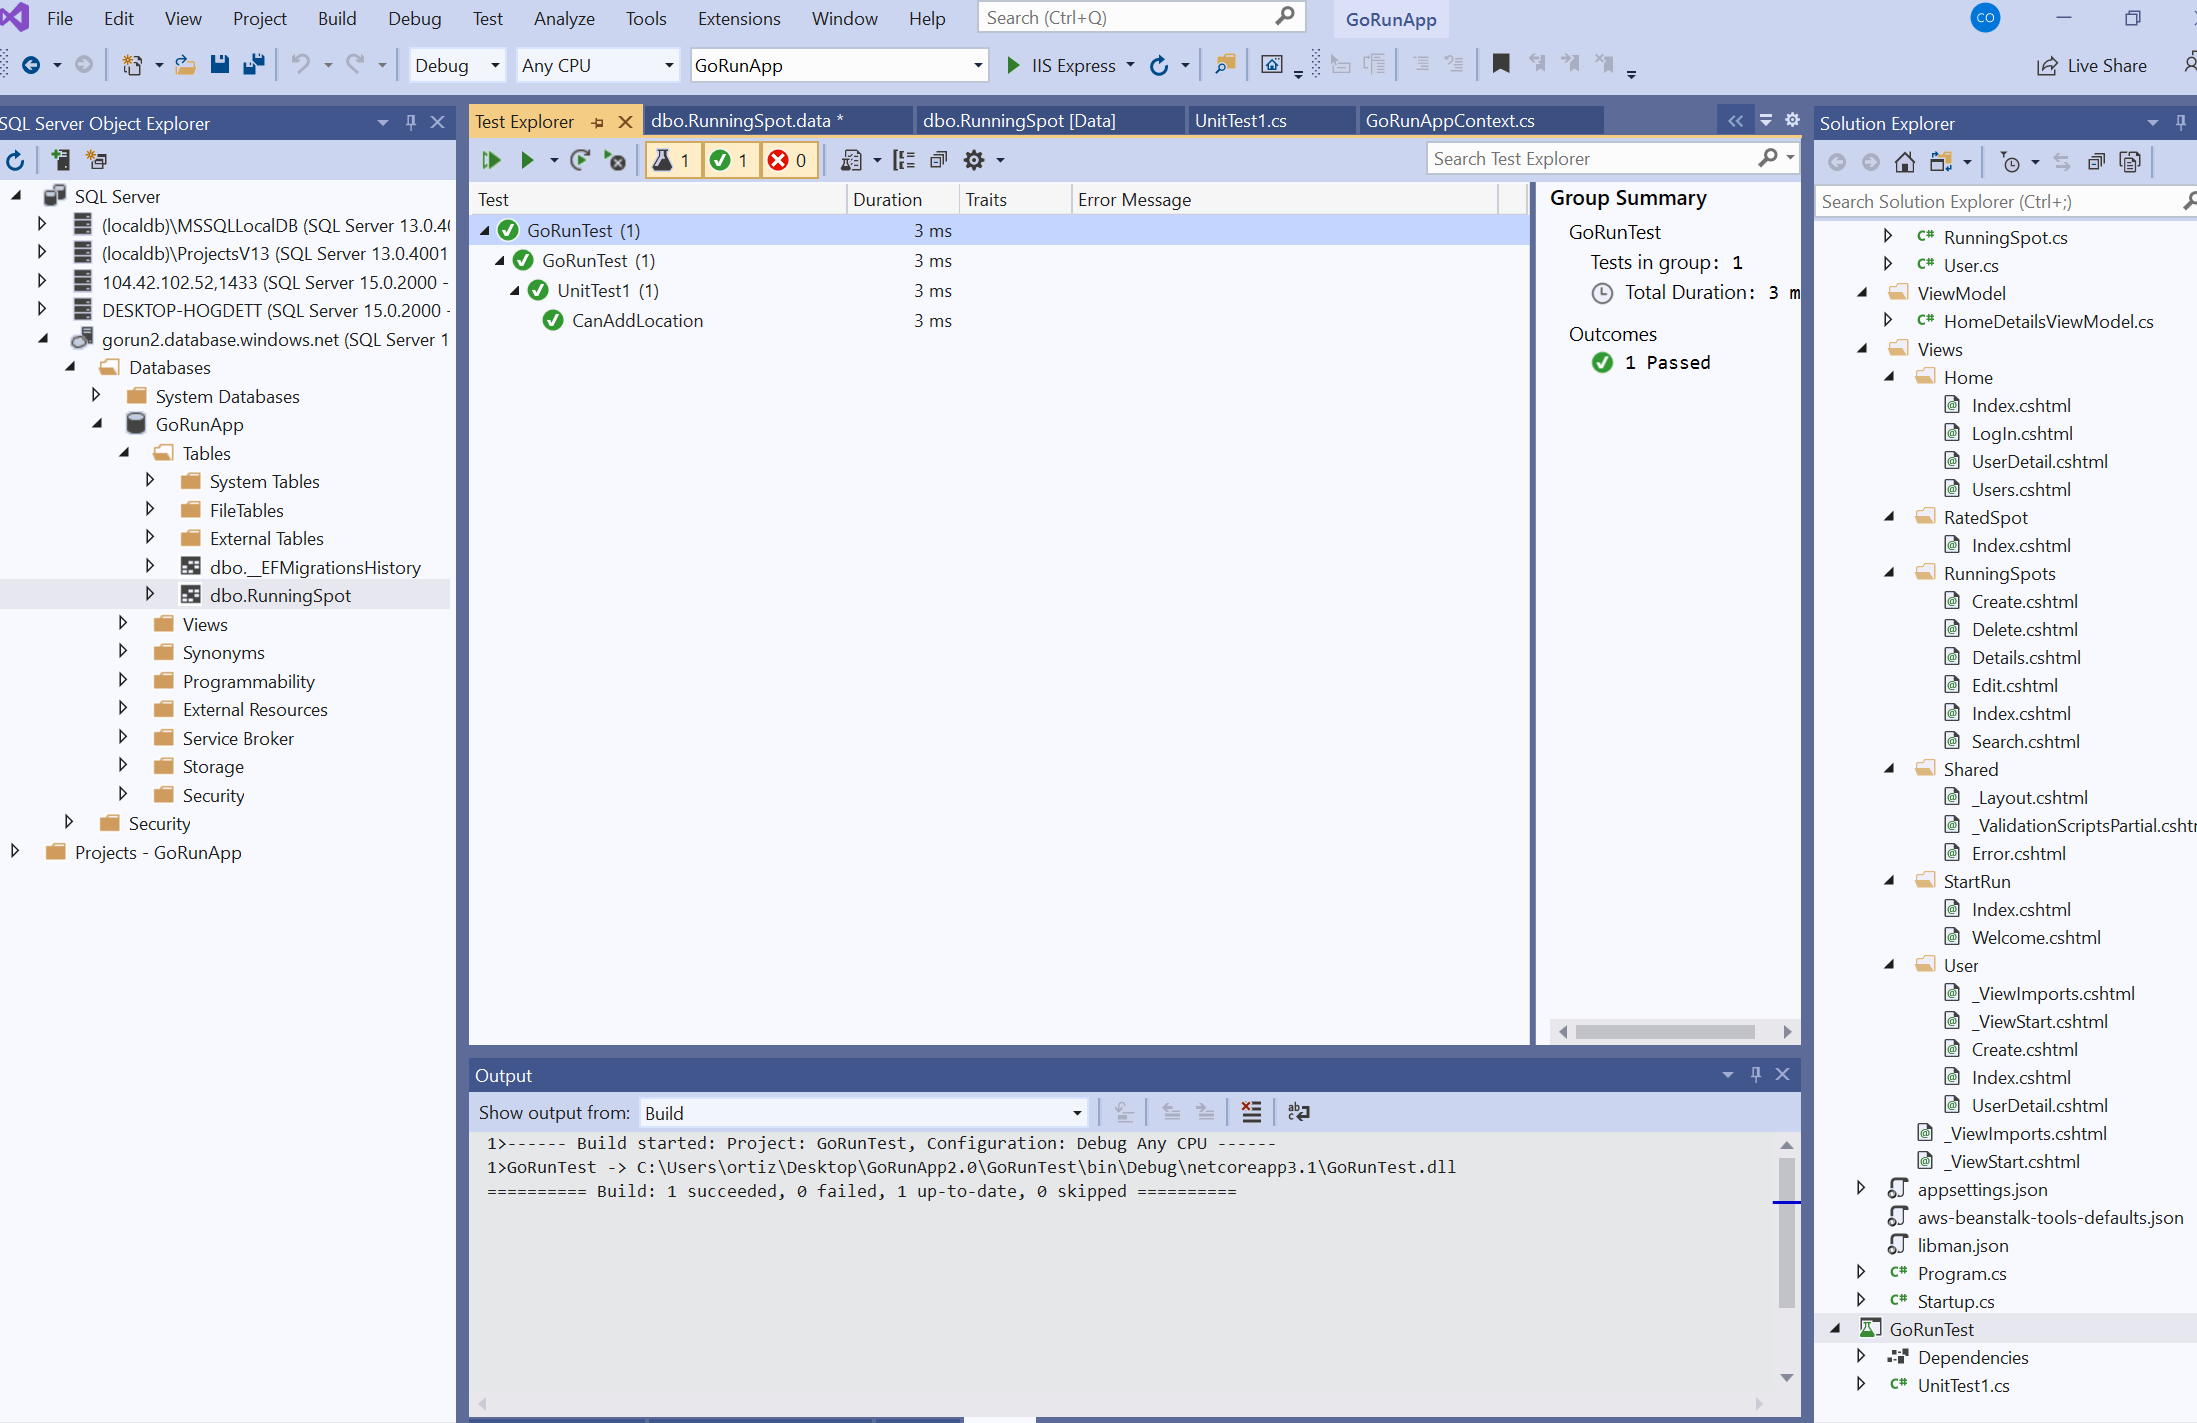 File Edit View Project Build Debug Test Analyze Tools Extensions Window Help Search (Ctrl+Q) GoRunApp CO
Debug Any CPU GoRunApp IIS Express Live Share
SQL Server Object Explorer
SQL Server
(localdb)\MSSQLLocalDB (SQL Server 13.0.4
(localdb)\ProjectsV13 (SQL Server 13.0.4001
104.42.102.52,1433 (SQL Server 15.0.2000 -
DESKTOP-HOGDETT (SQL Server 15.0.2000 -
gorun2.database.windows.net (SQL Server 1
Databases
System Databases
GoRunApp
Tables
System Tables
FileTables
External Tables
dbo.__EFMigrationsHistory
dbo.RunningSpot
Views
Synonyms
Programmability
External Resources
Service Broker
Storage
Security
Security
Projects - GoRunApp
Test Explorer dbo.RunningSpot.data * dbo.RunningSpot [Data] UnitTest1.cs GoRunAppContext.cs
1 1 0 Search Test Explorer
Test Duration Traits Error Message
GoRunTest (1) 3 ms
GoRunTest (1) 3 ms
UnitTest1 (1) 3 ms
CanAddLocation 3 ms
Group Summary
GoRunTest
Tests in group: 1
Total Duration: 3 m
Outcomes
1 Passed
Output
Show output from: Build
1>------ Build started: Project: GoRunTest, Configuration: Debug Any CPU ------
1>GoRunTest -> C:\Users\ortiz\Desktop\GoRunApp2.0\GoRunTest\bin\Debug\netcoreapp3.1\GoRunTest.dll
========== Build: 1 succeeded, 0 failed, 1 up-to-date, 0 skipped ==========
Solution Explorer
Search Solution Explorer (Ctrl+;)
C# RunningSpot.cs
C# User.cs
ViewModel
C# HomeDetailsViewModel.cs
Views
Home
Index.cshtml
LogIn.cshtml
UserDetail.cshtml
Users.cshtml
RatedSpot
Index.cshtml
RunningSpots
Create.cshtml
Delete.cshtml
Details.cshtml
Edit.cshtml
Index.cshtml
Search.cshtml
Shared
_Layout.cshtml
_ValidationScriptsPartial.csht
Error.cshtml
StartRun
Index.cshtml
Welcome.cshtml
User
_ViewImports.cshtml
_ViewStart.cshtml
Create.cshtml
Index.cshtml
UserDetail.cshtml
_ViewImports.cshtml
_ViewStart.cshtml
appsettings.json
aws-beanstalk-tools-defaults.json
libman.json
C# Program.cs
C# Startup.cs
GoRunTest
Dependencies
C# UnitTest1.cs